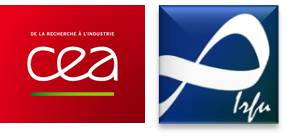 DE LA RECHERCHE À L'INDUSTRIE
cea
Irfu